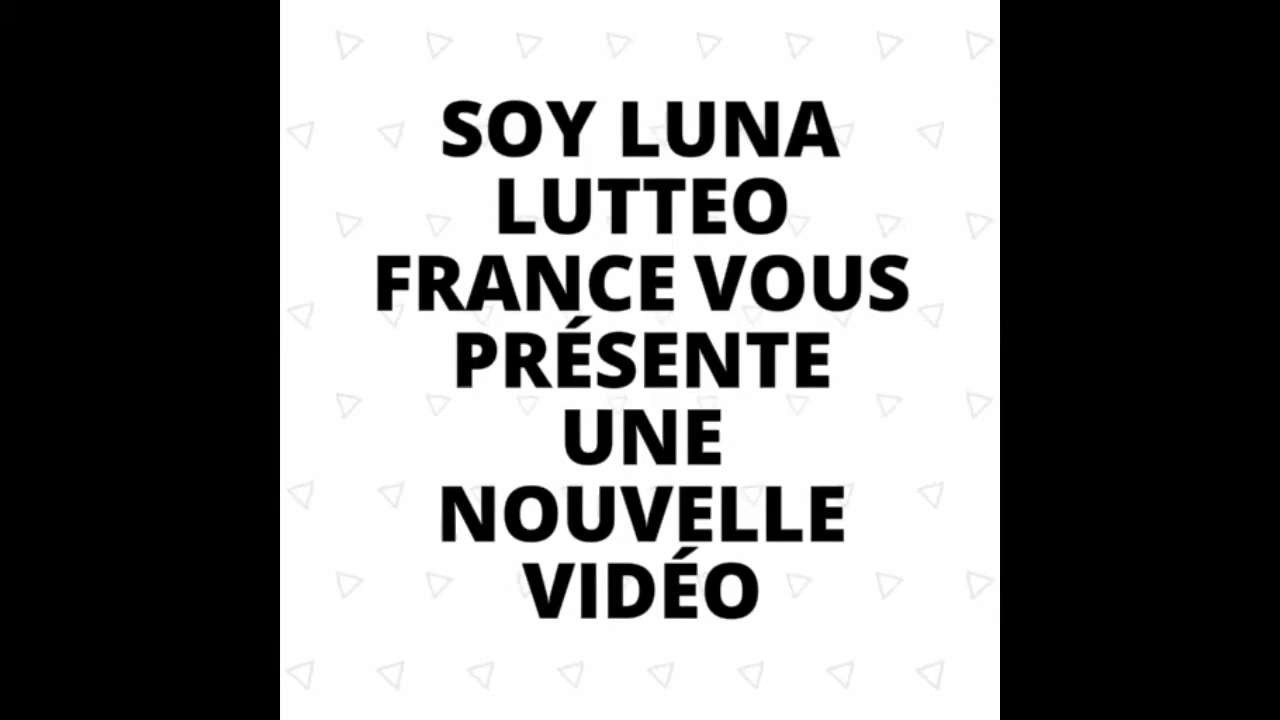 SOY LUNA
LUTTEO
FRANCE VOUS
PRÉSENTE
UNE
NOUVELLE
VIDÉO